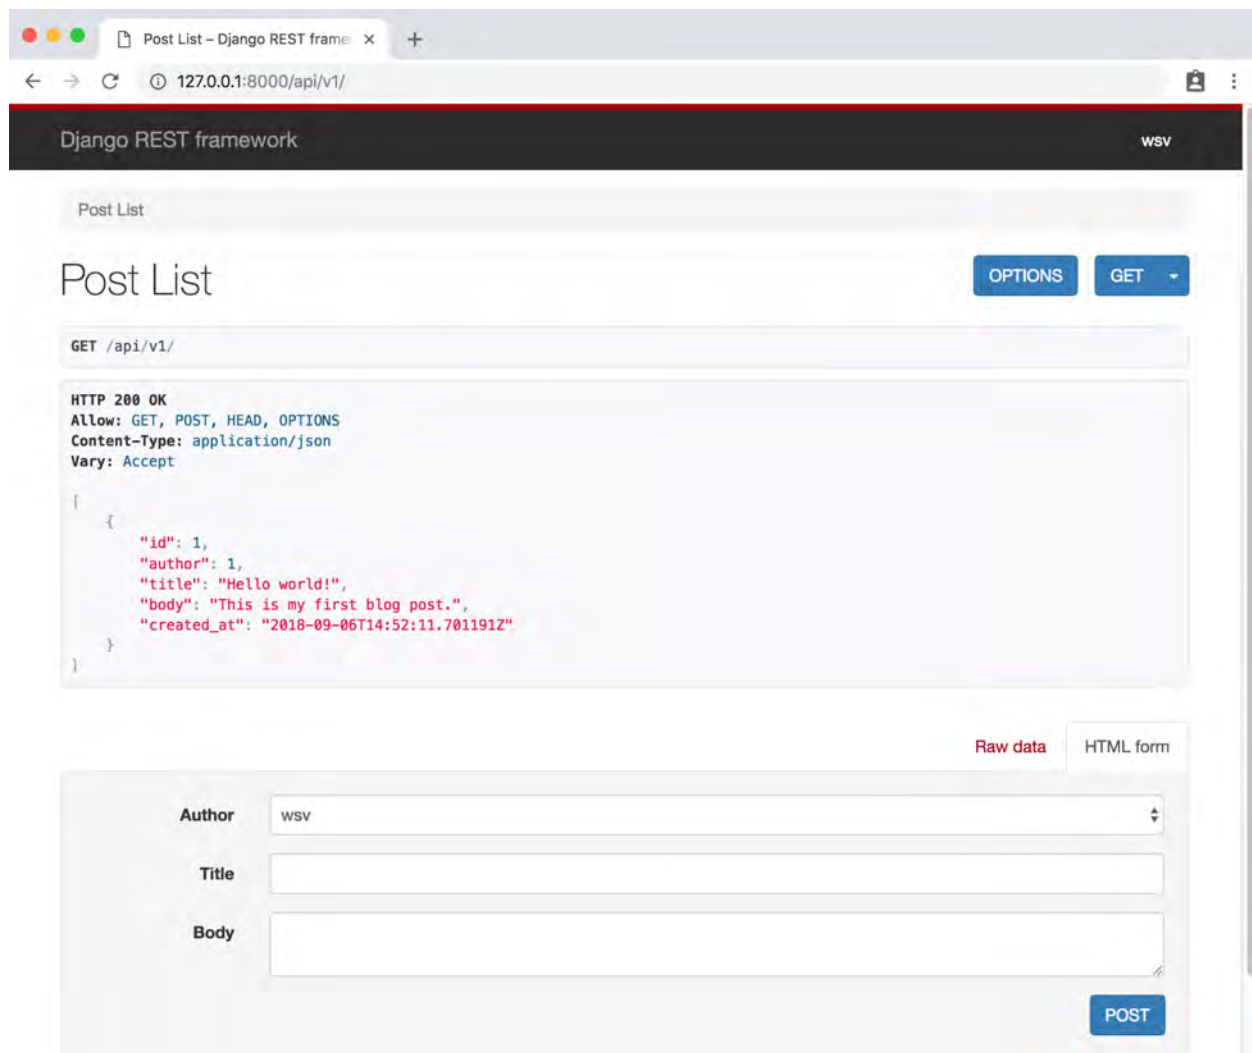 Post List – Django REST frame
127.0.0.1:8000/api/v1/
Django REST framework
wsv
Post List
Post List
OPTIONS
GET
GET /api/v1/
HTTP 200 OK
Allow: GET, POST, HEAD, OPTIONS
Content-Type: application/json
Vary: Accept
[
{
"id": 1,
"author": 1,
"title": "Hello world!",
"body": "This is my first blog post.",
"created_at": "2018-09-06T14:52:11.701191Z"
}
]
Raw data
HTML form
Author
wsv
Title
Body
POST